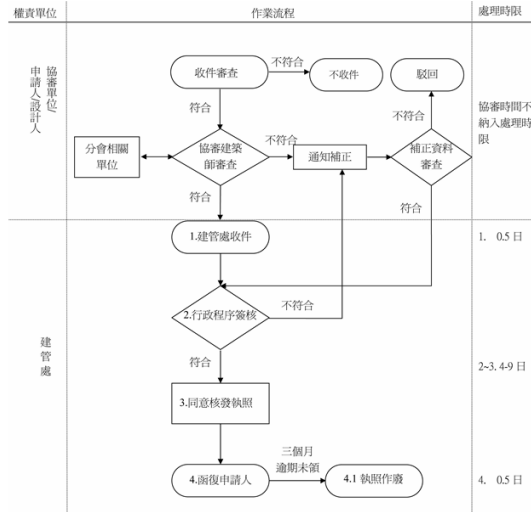 權責單位
作業流程
處理時限
協審單位/
申請人/設計人
收件審查
不符合
不收件
駁回
符合
不符合
協審時間不
納入處理時
限
分會相關
單位
協審建築
師審查
不符合
通知補正
補正資料
審查
符合
符合
1.建管處收件
1. 0.5 日
建管處
2.行政程序簽核
不符合
符合
2~3. 4-9 日
3.同意核發執照
4.函復申請人
三個月
逾期未領
4.1 執照作廢
4. 0.5 日